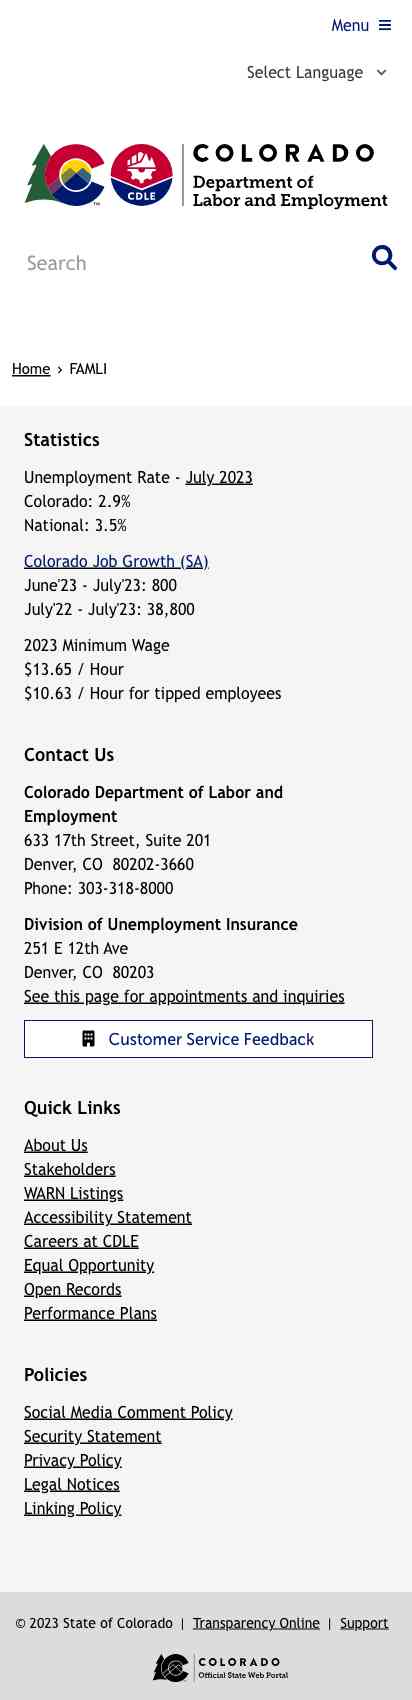 Menu
Select Language
CDLE
TM
COLORADO
Department of
Labor and Employment
Search
Home › FAMLI
Statistics
Unemployment Rate - July 2023
Colorado: 2.9%
National: 3.5%
Colorado Job Growth (SA)
June'23 - July'23: 800
July'22 - July'23: 38,800
2023 Minimum Wage
$13.65 / Hour
$10.63 / Hour for tipped employees
Contact Us
Colorado Department of Labor and
Employment
633 17th Street, Suite 201
Denver, CO  80202-3660
Phone: 303-318-8000
Division of Unemployment Insurance
251 E 12th Ave
Denver, CO  80203
See this page for appointments and inquiries
Customer Service Feedback
Quick Links
About Us
Stakeholders
WARN Listings
Accessibility Statement
Careers at CDLE
Equal Opportunity
Open Records
Performance Plans
Policies
Social Media Comment Policy
Security Statement
Privacy Policy
Legal Notices
Linking Policy
© 2023 State of Colorado | Transparency Online | Support
COLORADO
Official State Web Portal